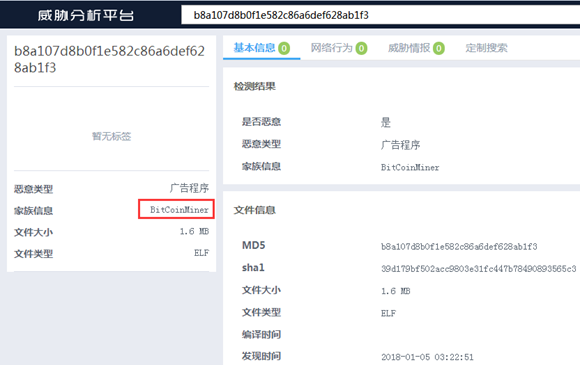 威胁分析平台
b8a107d8b0f1e582c86a6def628ab1f3
b8a107d8b0f1e582c86a6def62
8ab1f3
暂无标签
恶意类型 广告程序
家族信息 BitCoinMiner
文件大小 1.6 MB
文件类型 ELF
基本信息 0 网络行为 0 威胁情报 0 定制搜索
检测结果
是否恶意 是
恶意类型 广告程序
家族信息 BitCoinMiner
文件信息
MD5 b8a107d8b0f1e582c86a6def628ab1f3
sha1 39d179bf502acc9803e31fc447b78490893565c3
文件大小 1.6 MB
文件类型 ELF
编译时间
发现时间 2018-01-05 03:22:51